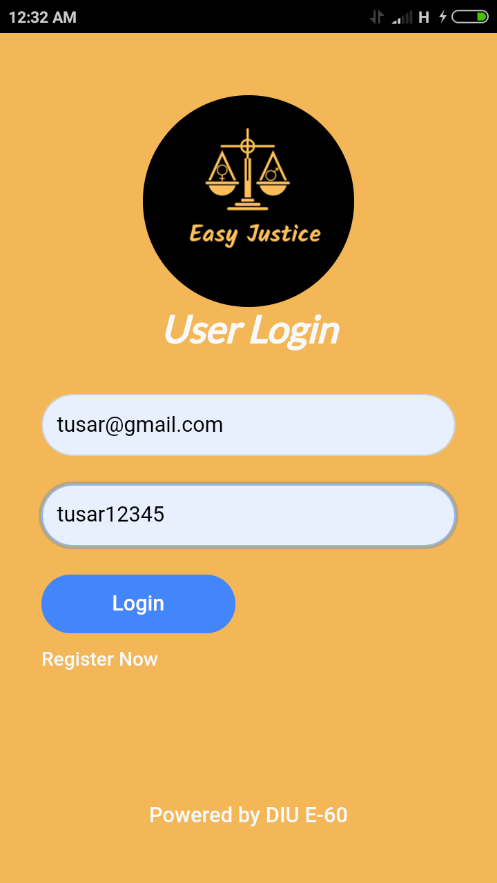 12:32 AM
H
Easy Justice
User Login
tusar@gmail.com
tusar12345
Login
Register Now
Powered by DIU E-60